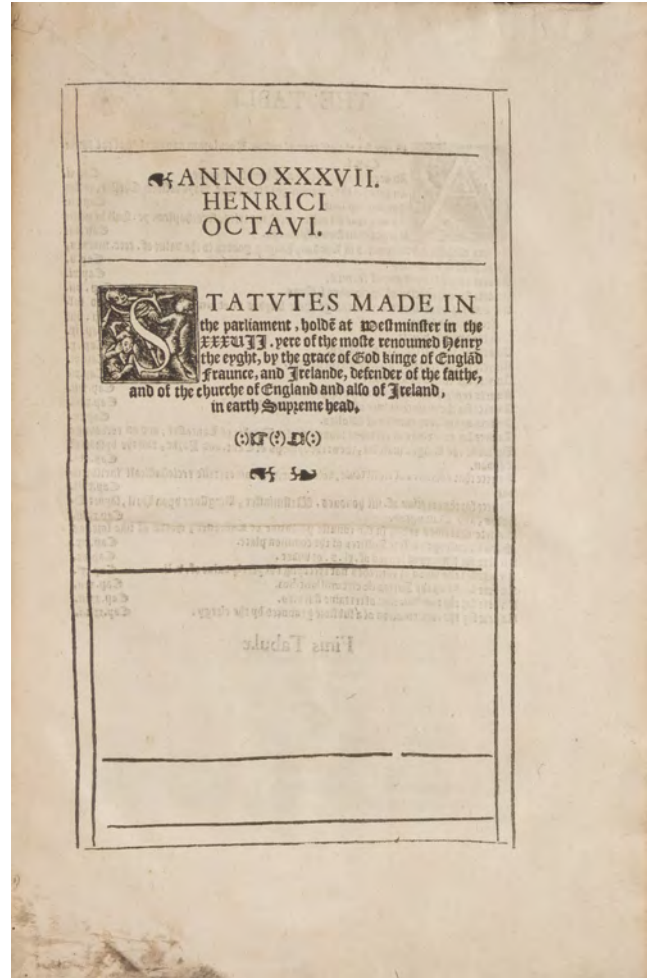 ANNO XXXVII.
HENRICI
OCTAVI.
STATVTES MADE IN
the parliament, holdē at Westminster in the
XXXVII. yere of the moste renoumed Henry
the eyght, by the grace of God kinge of Englād
Fraunce, and Irelande, defender of the faithe,
and of the churche of England and also of Ireland,
in earth Supreme head.
(:)☞(?)☜(:)